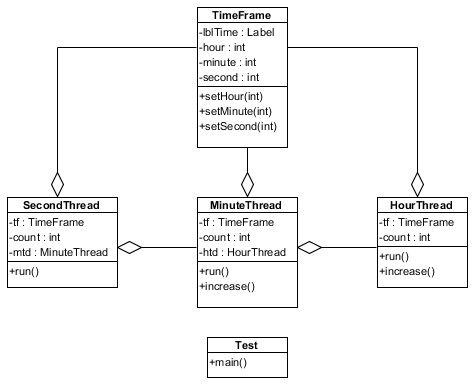 TimeFrame
-lblTime : Label
-hour : int
-minute : int
-second : int
+setHour(int)
+setMinute(int)
+setSecond(int)
SecondThread
-tf : TimeFrame
-count : int
-mtd : MinuteThread
+run()
MinuteThread
-tf : TimeFrame
-count : int
-htd : HourThread
+run()
+increase()
HourThread
-tf : TimeFrame
-count : int
+run()
+increase()
Test
+main()